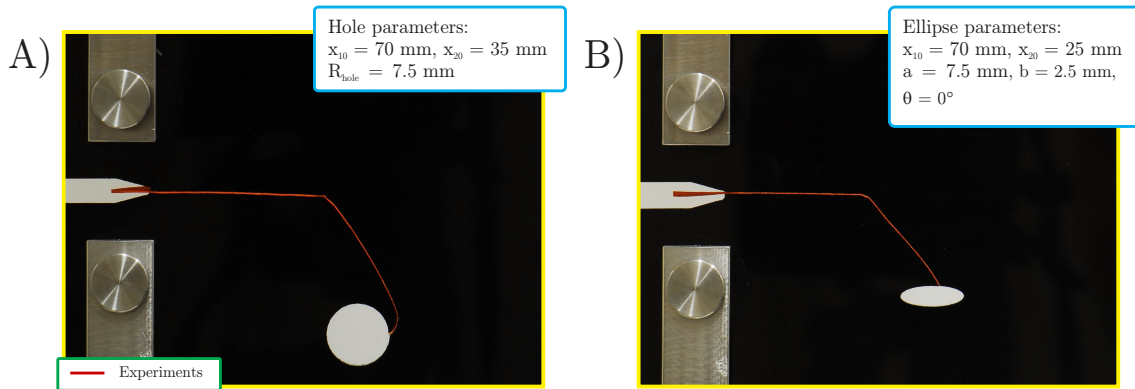 A)
Hole parameters:
x₁₀ = 70 mm, x₂₀ = 35 mm
R_hole = 7.5 mm
Experiments
B)
Ellipse parameters:
x₁₀ = 70 mm, x₂₀ = 25 mm
a = 7.5 mm, b = 2.5 mm,
θ = 0°